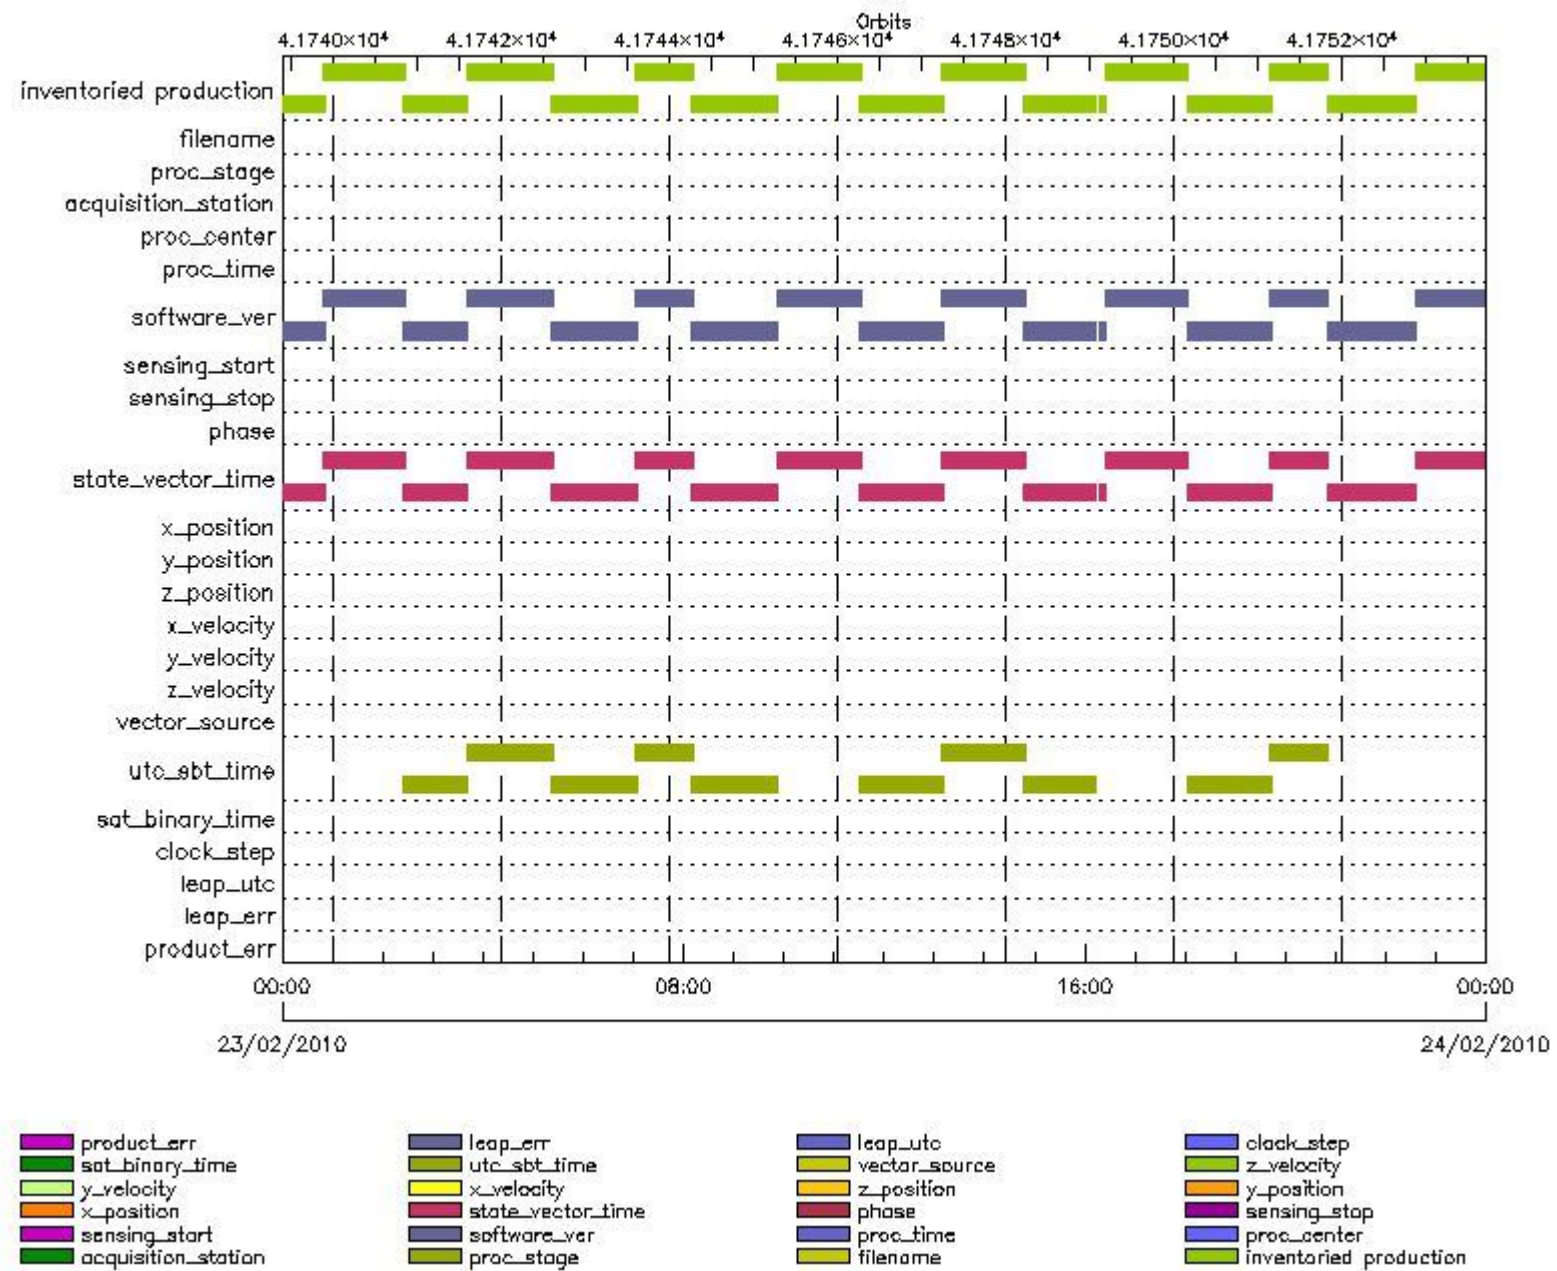 Orbits
4.1740×10⁴ 4.1742×10⁴ 4.1744×10⁴ 4.1746×10⁴ 4.1748×10⁴ 4.1750×10⁴ 4.1752×10⁴
inventoried production
filename
proc_stage
acquisition_station
proc_center
proc_time
software_ver
sensing_start
sensing_stop
phase
state_vector_time
x_position
y_position
z_position
x_velocity
y_velocity
z_velocity
vector_source
utc_sbt_time
sat_binary_time
clock_step
leap_utc
leap_err
product_err
00:00 08:00 16:00 00:00
23/02/2010 24/02/2010
product_err leap_err leap_utc clock_step
sat_binary_time utc_sbt_time vector_source z_velocity
y_velocity x_velocity z_position y_position
x_position state_vector_time phase sensing_stop
sensing_start software_ver proc_time proc_center
acquisition_station proc_stage filename inventoried production